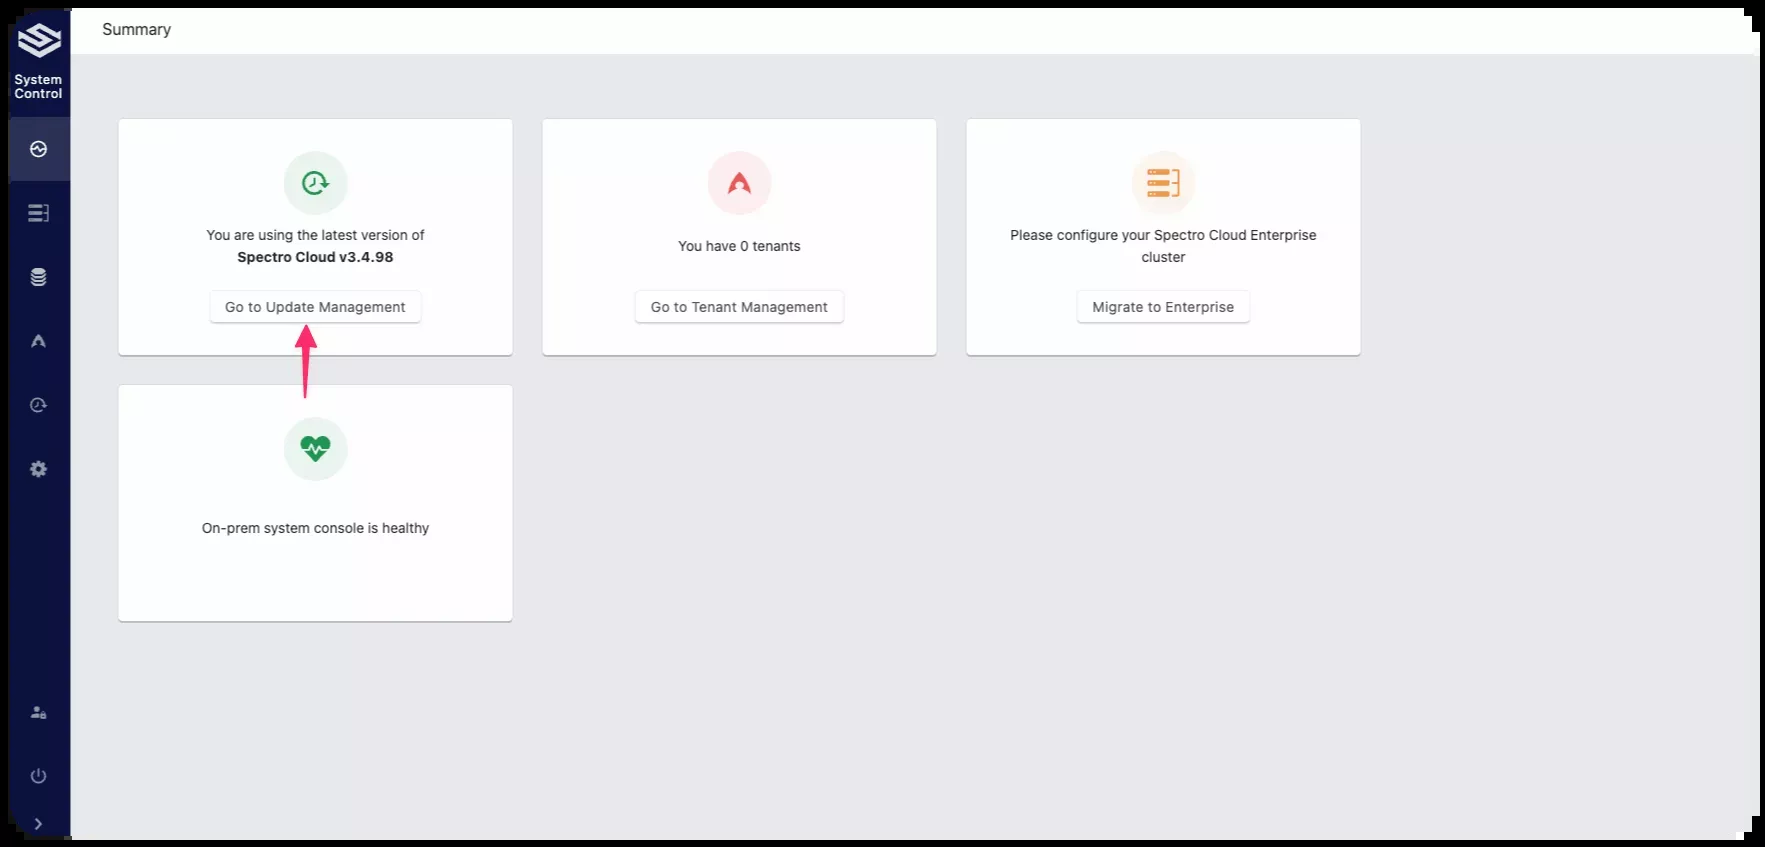 Summary
System
Control
You are using the latest version of
Spectro Cloud v3.4.98
Go to Update Management
You have 0 tenants
Go to Tenant Management
Please configure your Spectro Cloud Enterprise
cluster
Migrate to Enterprise
On-prem system console is healthy